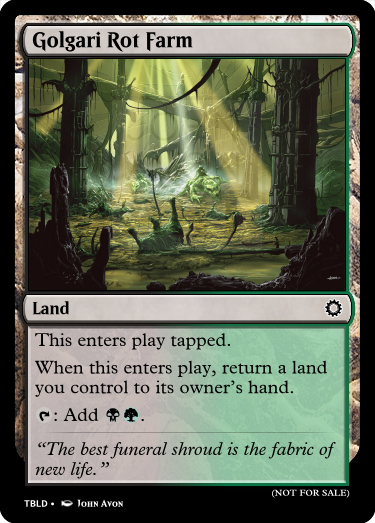 Golgari Rot Farm
Land
This enters play tapped.
When this enters play, return a land
you control to its owner's hand.
: Add .
“The best funeral shroud is the fabric of
new life.”
(NOT FOR SALE)
TBLD • John Avon